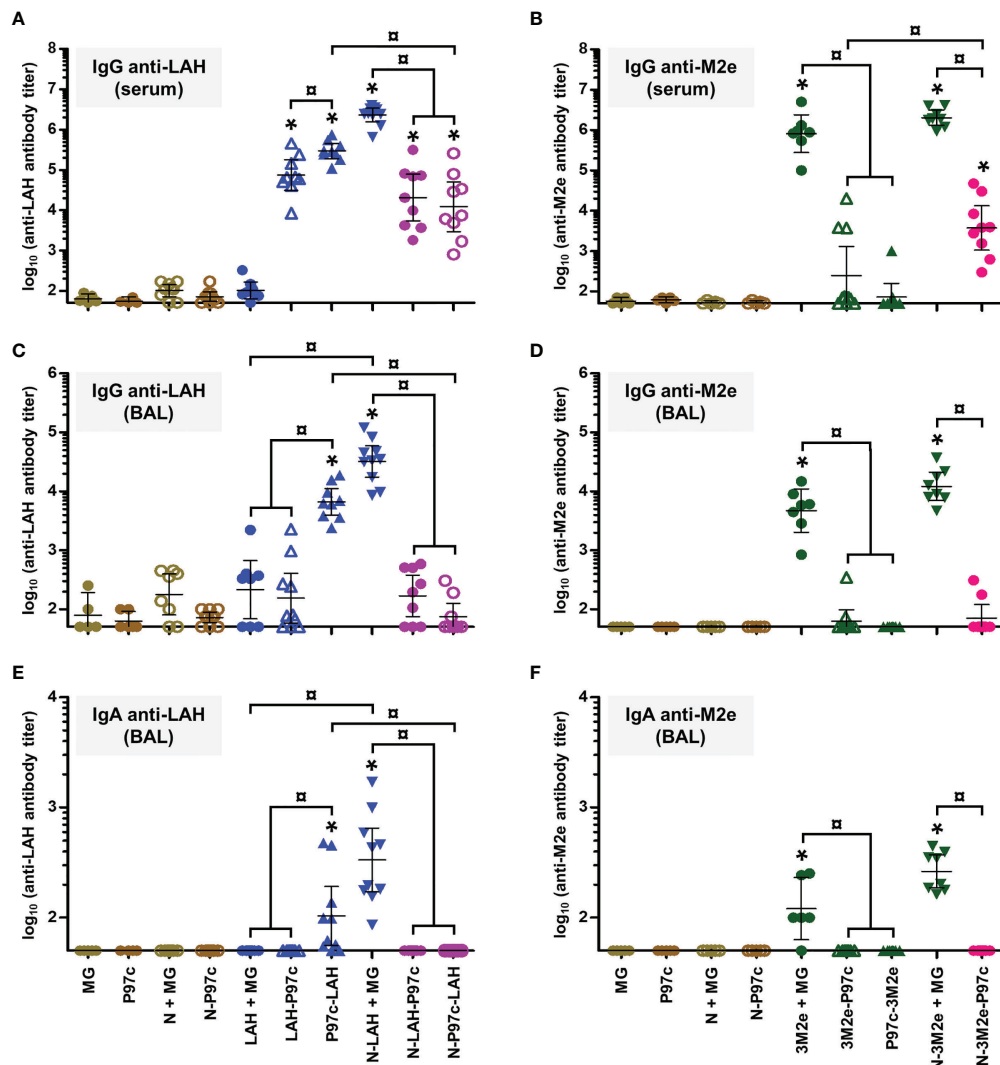 A
IgG anti-LAH
(serum)
log10 (anti-LAH antibody titer)
8
7
6
5
4
3
2
* * * * *
¤ ¤ ¤
B
IgG anti-M2e
(serum)
log10 (anti-M2e antibody titer)
8
7
6
5
4
3
2
* * *
¤ ¤ ¤
C
IgG anti-LAH
(BAL)
log10 (anti-LAH antibody titer)
6
5
4
3
2
* *
¤ ¤ ¤ ¤
D
IgG anti-M2e
(BAL)
log10 (anti-M2e antibody titer)
6
5
4
3
2
* *
¤ ¤
E
IgA anti-LAH
(BAL)
log10 (anti-LAH antibody titer)
4
3
2
* *
¤ ¤ ¤ ¤
MG
P97c
N + MG
N-P97c
LAH + MG
LAH-P97c
P97c-LAH
N-LAH + MG
N-LAH-P97c
N-P97c-LAH
F
IgA anti-M2e
(BAL)
log10 (anti-M2e antibody titer)
4
3
2
* *
¤ ¤
MG
P97c
N + MG
N-P97c
3M2e + MG
3M2e-P97c
P97c-3M2e
N-3M2e + MG
N-3M2e-P97c